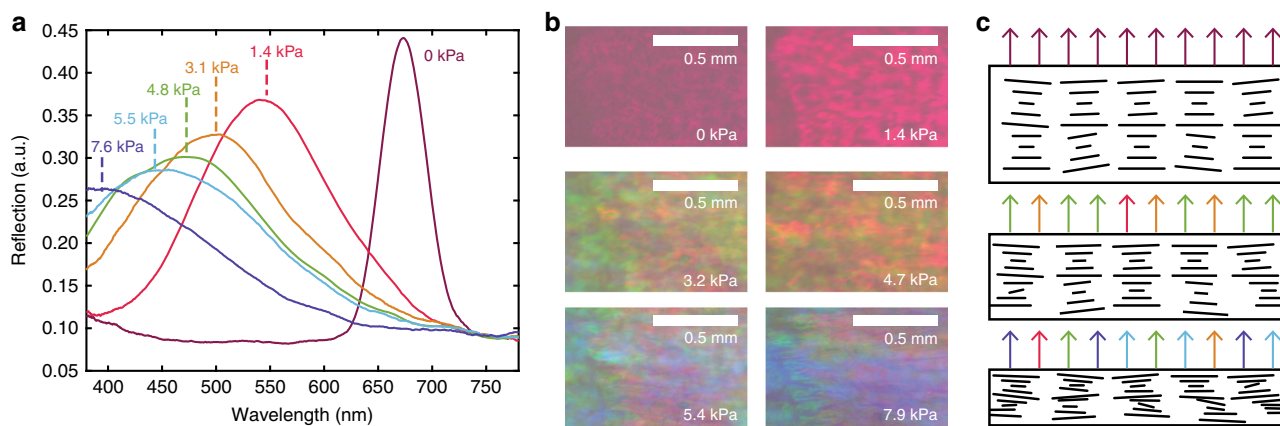 a
0.45
0.40
0.35
0.30
0.25
0.20
0.15
0.10
0.05
Reflection (a.u.)
400 450 500 550 600 650 700 750
Wavelength (nm)
7.6 kPa
5.5 kPa
4.8 kPa
3.1 kPa
1.4 kPa
0 kPa
b
0.5 mm
0 kPa
0.5 mm
1.4 kPa
0.5 mm
3.2 kPa
0.5 mm
4.7 kPa
0.5 mm
5.4 kPa
0.5 mm
7.9 kPa
c